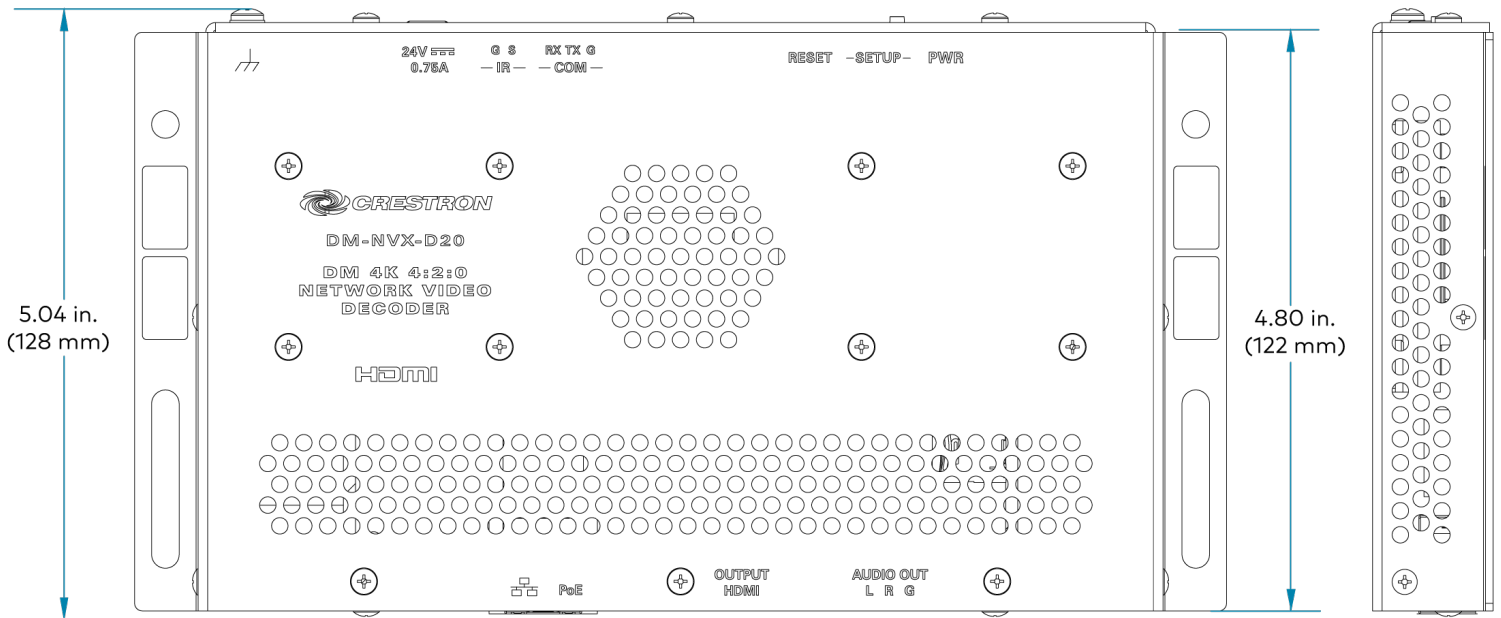 24V G S RX TX G RESET -SETUP- PWR
0.75A —IR— —COM—
CRESTRON
DM-NVX-D20
DM 4K 4:2:0
NETWORK VIDEO
DECODER
HDMI
5.04 in.
(128 mm)
4.80 in.
(122 mm)
PoE
OUTPUT
HDMI
AUDIO OUT
L R G